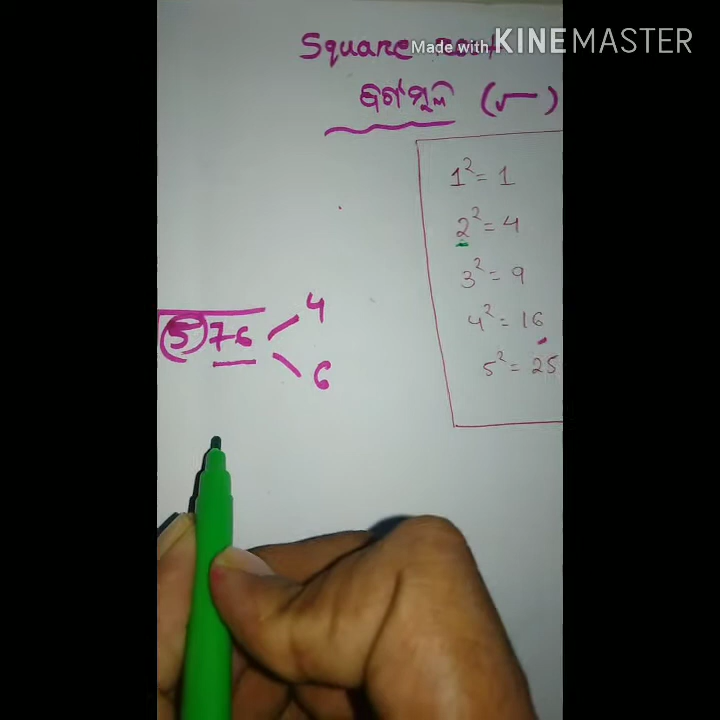 Square root
Made with KINEMASTER
ବର୍ଗମୂଳ (√‾)
1² = 1
2² = 4
3² = 9
4² = 16
5² = 25
4
576
6